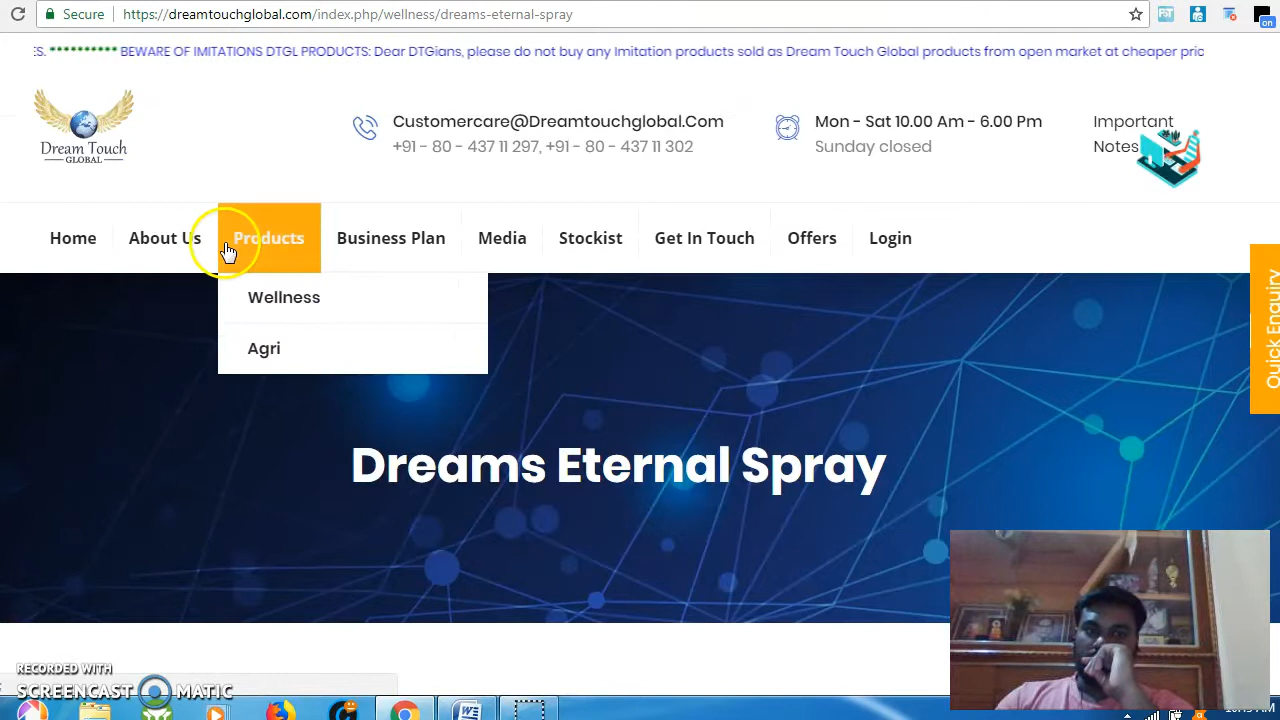 Secure https://dreamtouchglobal.com/index.php/wellness/dreams-eternal-spray
ES. ********** BEWARE OF IMITATIONS DTGL PRODUCTS: Dear DTGians, please do not buy any Imitation products sold as Dream Touch Global products from open market at cheaper pric
Dream Touch
GLOBAL
Customercare@Dreamtouchglobal.Com
+91 - 80 - 437 11 297, +91 - 80 - 437 11 302
Mon - Sat 10.00 Am - 6.00 Pm
Sunday closed
Important
Notes
Home About Us Products Business Plan Media Stockist Get In Touch Offers Login
Wellness
Agri
Quick Enquiry
Dreams Eternal Spray
RECORDED WITH
SCREENCAST MATIC